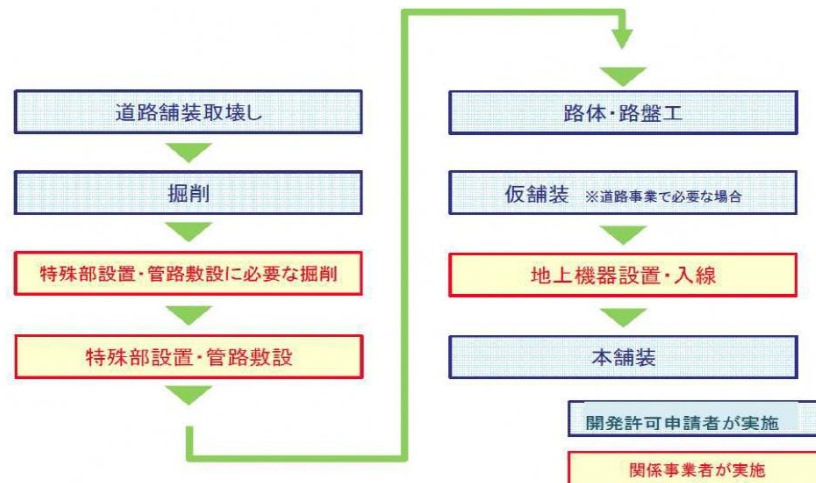 道路舗装取壊し
掘削
特殊部設置・管路敷設に必要な掘削
特殊部設置・管路敷設
路体・路盤工
仮舗装 ※道路事業で必要な場合
地上機器設置・入線
本舗装
開発許可申請者が実施
関係事業者が実施